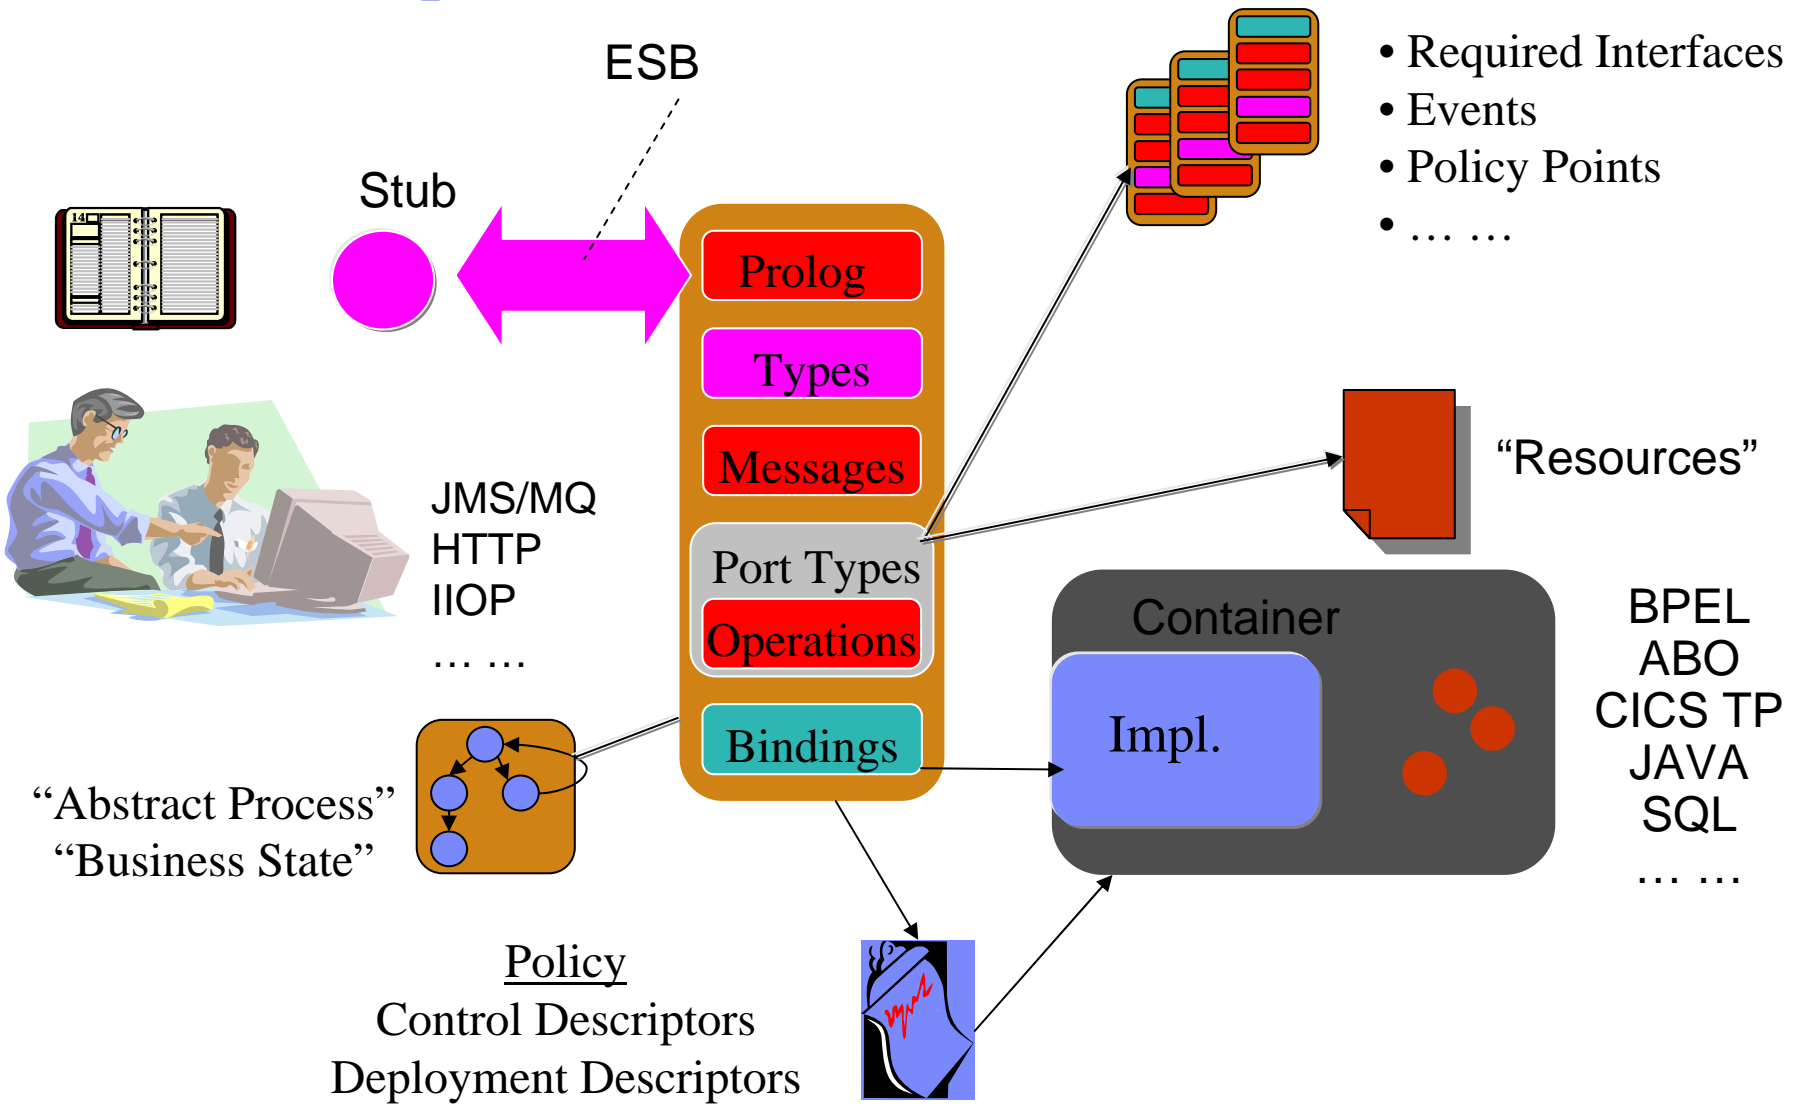 ESB
• Required Interfaces
• Events
• Policy Points
• … …
Stub
14
Prolog
Types
Messages
Port Types
Operations
Bindings
JMS/MQ
HTTP
IIOP
… …
“Resources”
Container
Impl.
BPEL
ABO
CICS TP
JAVA
SQL
… …
“Abstract Process”
“Business State”
Policy
Control Descriptors
Deployment Descriptors